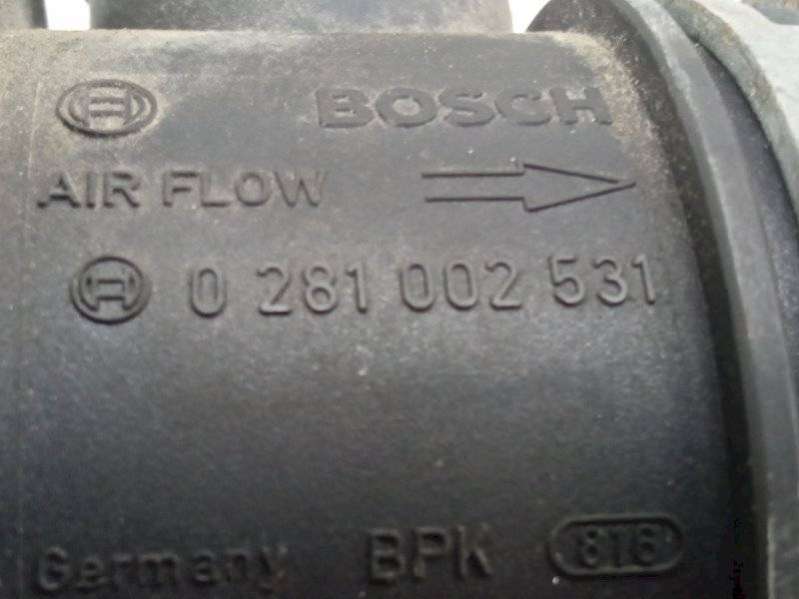 BOSCH
AIR FLOW
0 281 002 531
Germany BPK 816